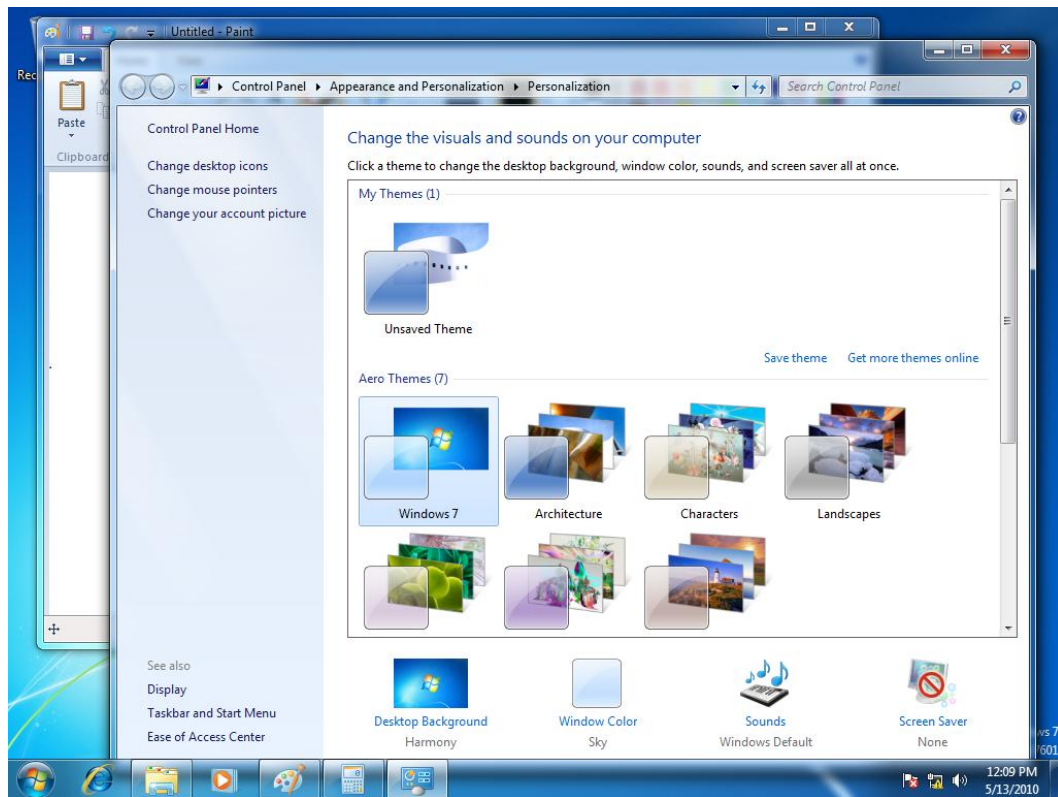 Untitled - Paint
Rec
Control Panel
Appearance and Personalization
Personalization
Search Control Panel
Paste
Clipboard
Control Panel Home
Change desktop icons
Change mouse pointers
Change your account picture
Change the visuals and sounds on your computer
Click a theme to change the desktop background, window color, sounds, and screen saver all at once.
My Themes (1)
Unsaved Theme
Save theme
Get more themes online
Aero Themes (7)
Windows 7
Architecture
Characters
Landscapes
See also
Display
Taskbar and Start Menu
Ease of Access Center
Desktop Background
Harmony
Window Color
Sky
Sounds
Windows Default
Screen Saver
None
ws 7
7601
12:09 PM
5/13/2010